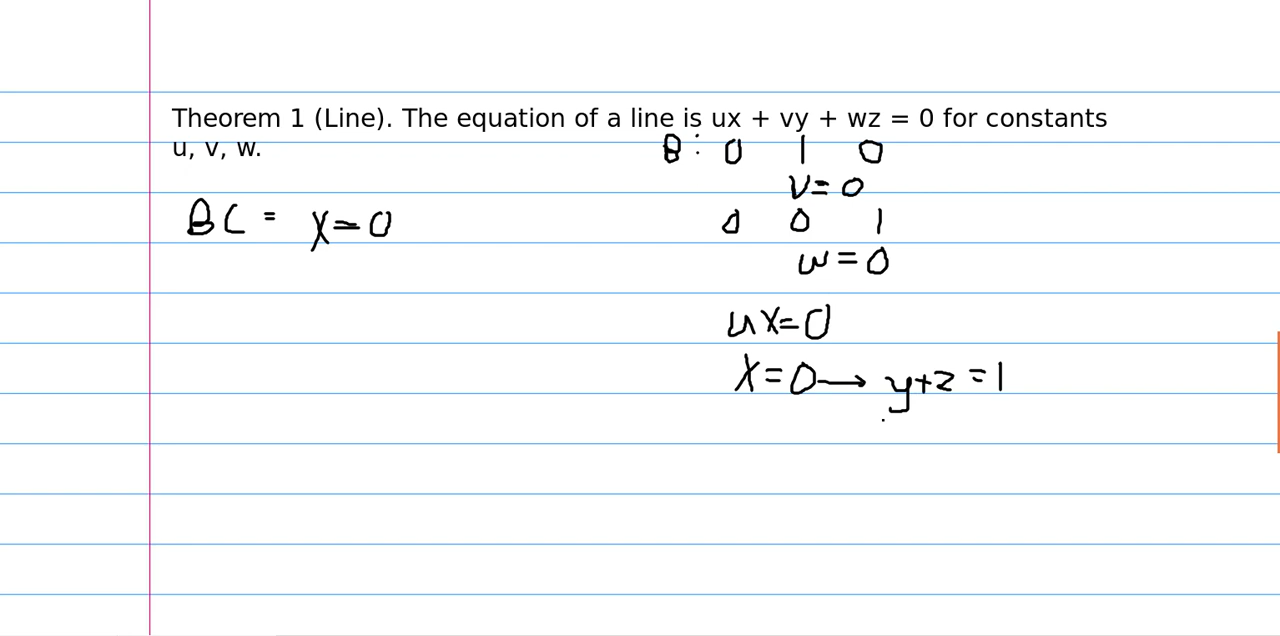 Theorem 1 (Line). The equation of a line is ux + vy + wz = 0 for constants
u, v, w.
B: 0 1 0
v = 0
0 0 1
w = 0
BC = x = 0
ux = 0
x = 0 → y + z = 1